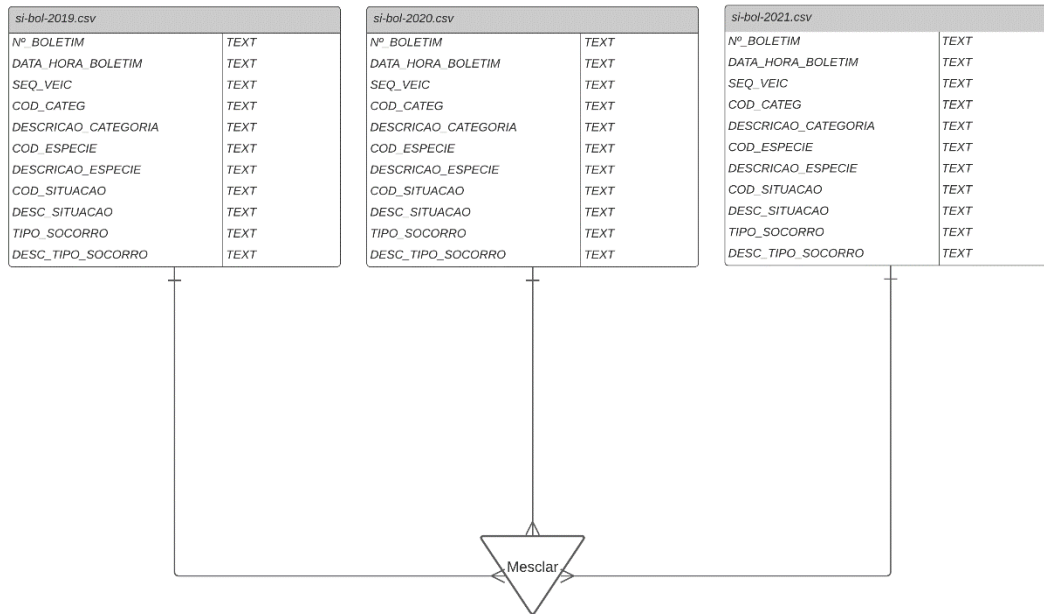 si-bol-2019.csv
Nº_BOLETIM TEXT
DATA_HORA_BOLETIM TEXT
SEQ_VEIC TEXT
COD_CATEG TEXT
DESCRICAO_CATEGORIA TEXT
COD_ESPECIE TEXT
DESCRICAO_ESPECIE TEXT
COD_SITUACAO TEXT
DESC_SITUACAO TEXT
TIPO_SOCORRO TEXT
DESC_TIPO_SOCORRO TEXT
si-bol-2020.csv
Nº_BOLETIM TEXT
DATA_HORA_BOLETIM TEXT
SEQ_VEIC TEXT
COD_CATEG TEXT
DESCRICAO_CATEGORIA TEXT
COD_ESPECIE TEXT
DESCRICAO_ESPECIE TEXT
COD_SITUACAO TEXT
DESC_SITUACAO TEXT
TIPO_SOCORRO TEXT
DESC_TIPO_SOCORRO TEXT
si-bol-2021.csv
Nº_BOLETIM TEXT
DATA_HORA_BOLETIM TEXT
SEQ_VEIC TEXT
COD_CATEG TEXT
DESCRICAO_CATEGORIA TEXT
COD_ESPECIE TEXT
DESCRICAO_ESPECIE TEXT
COD_SITUACAO TEXT
DESC_SITUACAO TEXT
TIPO_SOCORRO TEXT
DESC_TIPO_SOCORRO TEXT
Mesclar